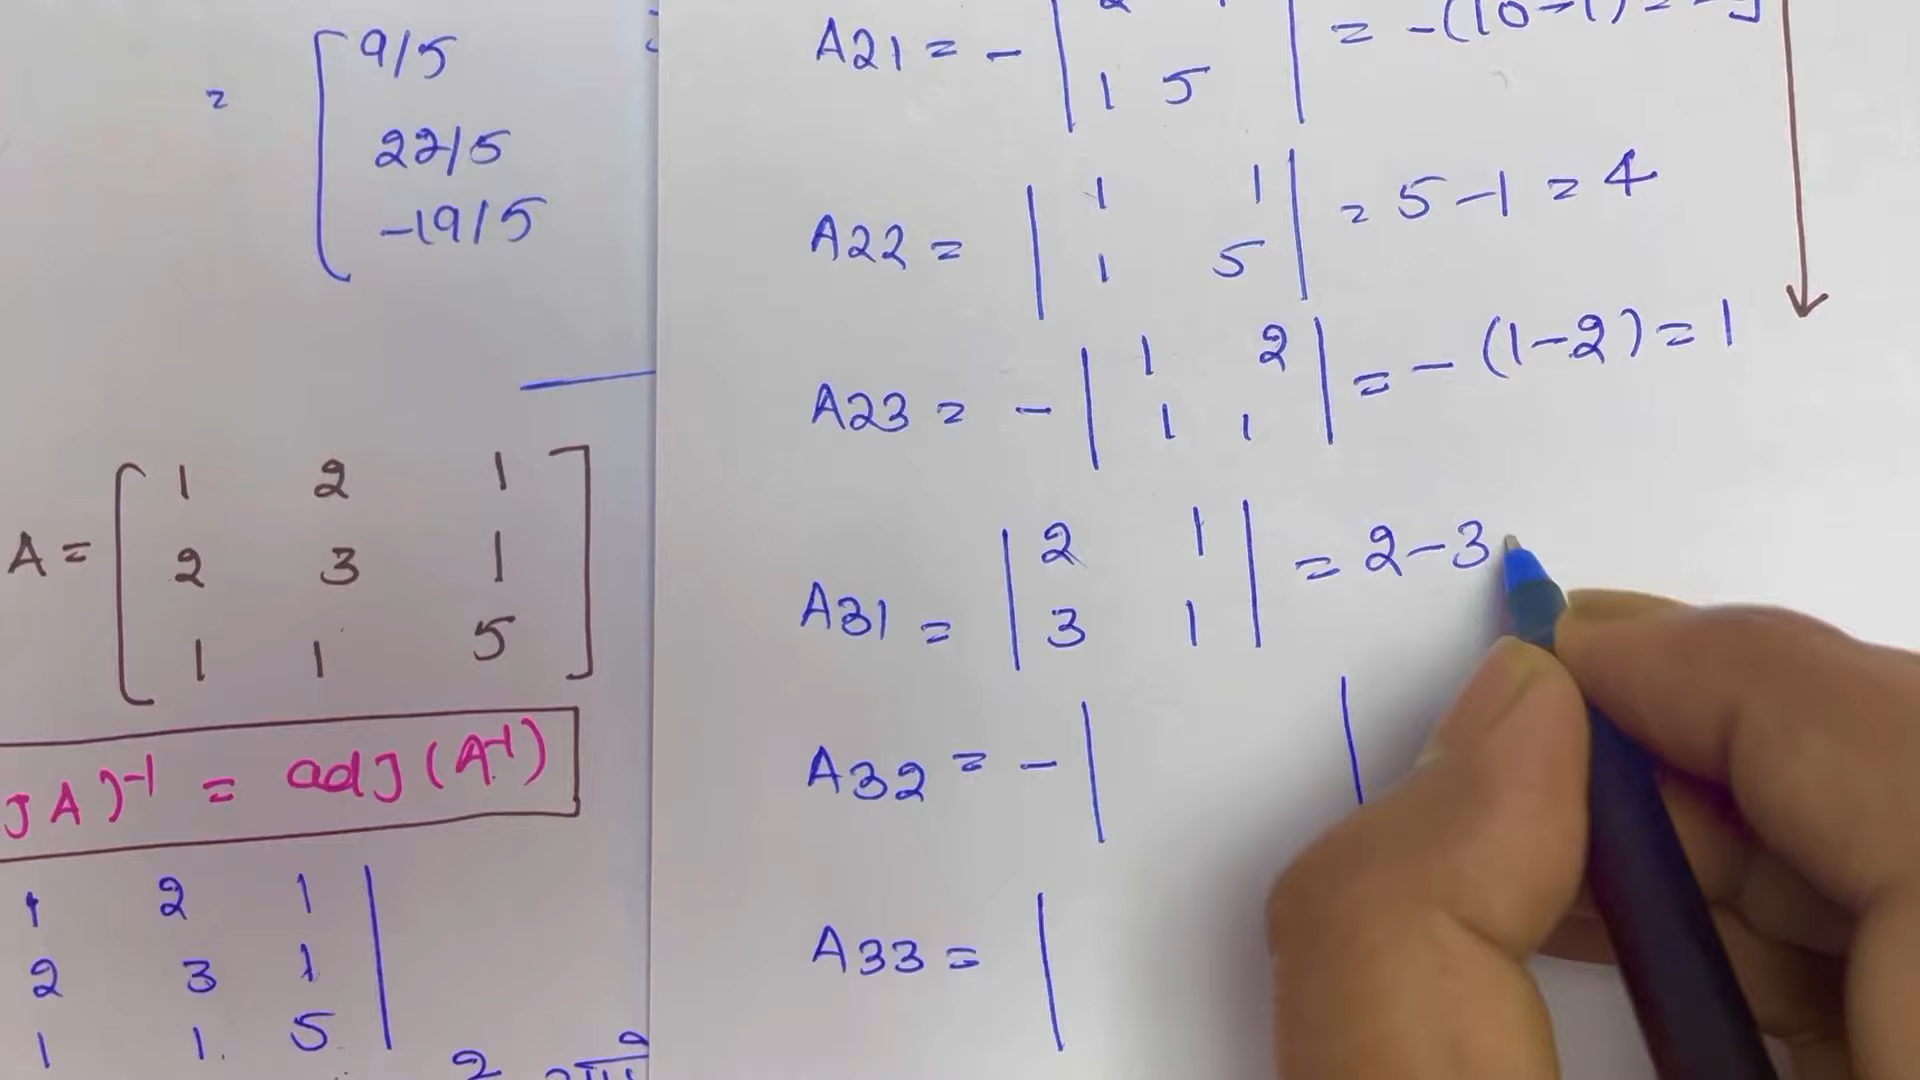 = 9/5
22/5
-19/5
A = 1 2 1
2 3 1
1 1 5
J A)⁻¹ = adJ (A⁻¹)
1 2 1
2 3 1
1 1 5
A21 = - 1 5 = -(10-1) =
A22 = | 1 1 | = 5-1 = 4
1 5
A23 = - | 1 2 | = - (1-2) = 1
1 1
A31 = | 2 1 | = 2-3
3 1
A32 = - | |
A33 = |